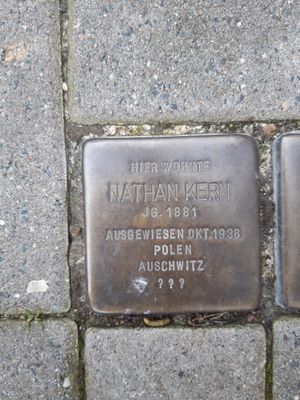 HIER WOHNTE
NATHAN KERN
JG. 1881
AUSGEWIESEN OKT. 1938
POLEN
AUSCHWITZ
???